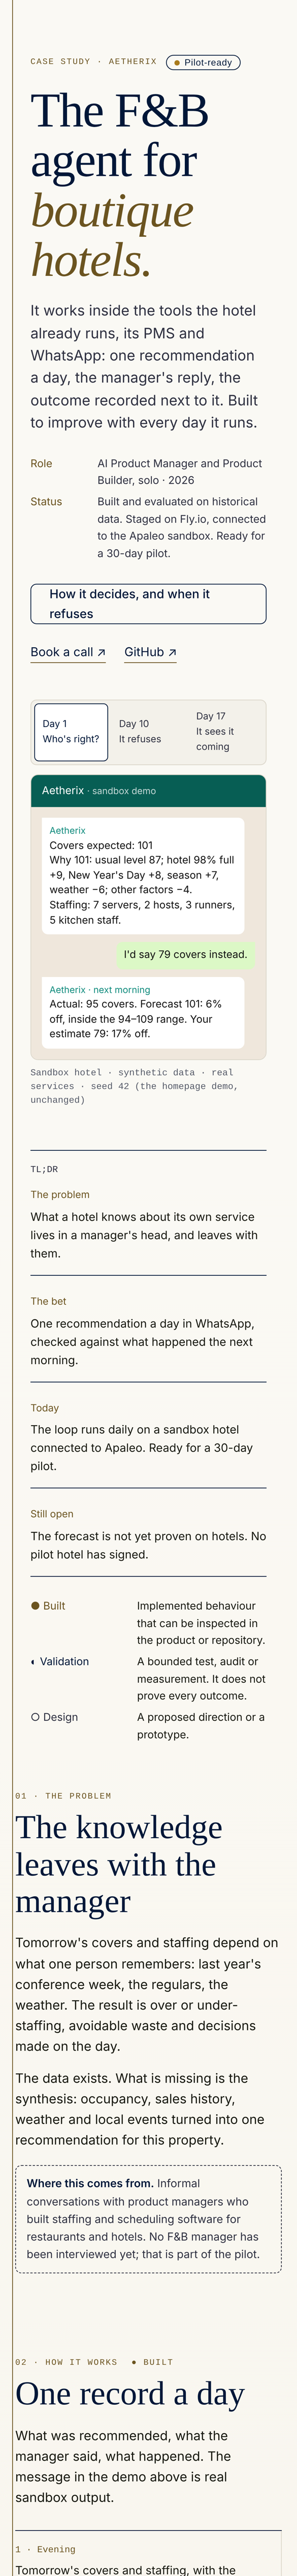 CASE STUDY · AETHERIX
Pilot-ready
The F&B
agent for
boutique
hotels.
It works inside the tools the hotel
already runs, its PMS and
WhatsApp: one recommendation
a day, the manager's reply, the
outcome recorded next to it. Built
to improve with every day it runs.
Role
AI Product Manager and Product
Builder, solo · 2026
Status
Built and evaluated on historical
data. Staged on Fly.io, connected
to the Apaleo sandbox. Ready for
a 30-day pilot.
How it decides, and when it
refuses
Book a call ↗ GitHub ↗
Day 1
Who's right?
Day 10
It refuses
Day 17
It sees it
coming
Aetherix · sandbox demo
Aetherix
Covers expected: 101
Why 101: usual level 87; hotel 98% full
+9, New Year's Day +8, season +7,
weather −6; other factors −4.
Staffing: 7 servers, 2 hosts, 3 runners,
5 kitchen staff.
I'd say 79 covers instead.
Aetherix · next morning
Actual: 95 covers. Forecast 101: 6%
off, inside the 94–109 range. Your
estimate 79: 17% off.
Sandbox hotel · synthetic data · real
services · seed 42 (the homepage demo,
unchanged)
TL;DR
The problem
What a hotel knows about its own service
lives in a manager's head, and leaves with
them.
The bet
One recommendation a day in WhatsApp,
checked against what happened the next
morning.
Today
The loop runs daily on a sandbox hotel
connected to Apaleo. Ready for a 30-day
pilot.
Still open
The forecast is not yet proven on hotels. No
pilot hotel has signed.
● Built
Implemented behaviour
that can be inspected in
the product or repository.
◖ Validation
A bounded test, audit or
measurement. It does not
prove every outcome.
○ Design
A proposed direction or a
prototype.
01 · THE PROBLEM
The knowledge
leaves with the
manager
Tomorrow's covers and staffing depend on
what one person remembers: last year's
conference week, the regulars, the
weather. The result is over or under-
staffing, avoidable waste and decisions
made on the day.
The data exists. What is missing is the
synthesis: occupancy, sales history,
weather and local events turned into one
recommendation for this property.
Where this comes from. Informal
conversations with product managers who
built staffing and scheduling software for
restaurants and hotels. No F&B manager has
been interviewed yet; that is part of the pilot.
02 · HOW IT WORKS ● BUILT
One record a day
What was recommended, what the
manager said, what happened. The
message in the demo above is real
sandbox output.
1 · Evening
Tomorrow's covers and staffing, with the